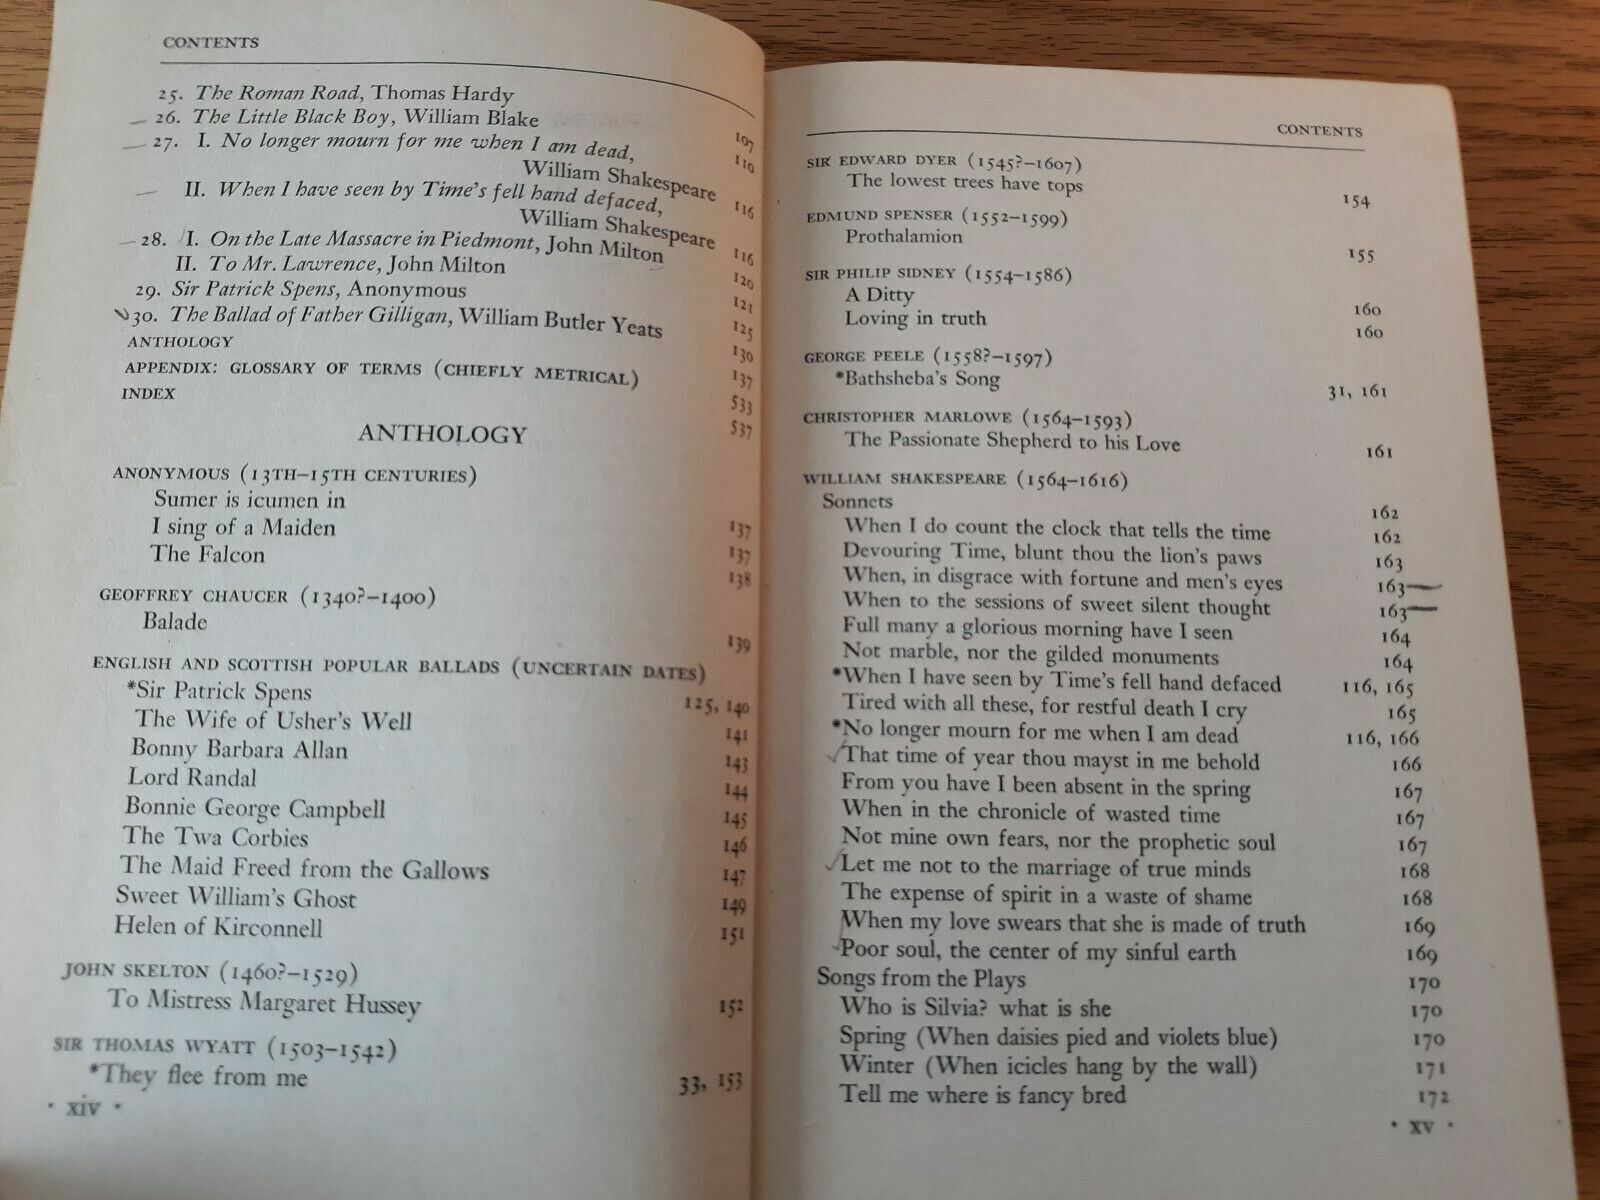 CONTENTS
25. The Roman Road, Thomas Hardy 107
26. The Little Black Boy, William Blake 110
27. I. No longer mourn for me when I am dead,
William Shakespeare 116
II. When I have seen by Time's fell hand defaced,
William Shakespeare 116
28. I. On the Late Massacre in Piedmont, John Milton 120
II. To Mr. Lawrence, John Milton 121
29. Sir Patrick Spens, Anonymous 125
30. The Ballad of Father Gilligan, William Butler Yeats 130
ANTHOLOGY 137
APPENDIX: GLOSSARY OF TERMS (CHIEFLY METRICAL) 533
INDEX 537
ANTHOLOGY
ANONYMOUS (13TH–15TH CENTURIES)
Sumer is icumen in 137
I sing of a Maiden 137
The Falcon 138
GEOFFREY CHAUCER (1340?–1400)
Balade 139
ENGLISH AND SCOTTISH POPULAR BALLADS (UNCERTAIN DATES)
*Sir Patrick Spens 125, 140
The Wife of Usher's Well 141
Bonny Barbara Allan 143
Lord Randal 144
Bonnie George Campbell 145
The Twa Corbies 146
The Maid Freed from the Gallows 147
Sweet William's Ghost 149
Helen of Kirconnell 151
JOHN SKELTON (1460?–1529)
To Mistress Margaret Hussey 152
SIR THOMAS WYATT (1503–1542)
*They flee from me 33, 153
· xiv ·
CONTENTS
SIR EDWARD DYER (1545?–1607)
The lowest trees have tops 154
EDMUND SPENSER (1552–1599)
Prothalamion 155
SIR PHILIP SIDNEY (1554–1586)
A Ditty 160
Loving in truth 160
GEORGE PEELE (1558?–1597)
*Bathsheba's Song 31, 161
CHRISTOPHER MARLOWE (1564–1593)
The Passionate Shepherd to his Love 161
WILLIAM SHAKESPEARE (1564–1616)
Sonnets 162
When I do count the clock that tells the time 162
Devouring Time, blunt thou the lion's paws 163
When, in disgrace with fortune and men's eyes 163
When to the sessions of sweet silent thought 163
Full many a glorious morning have I seen 164
Not marble, nor the gilded monuments 164
*When I have seen by Time's fell hand defaced 116, 165
Tired with all these, for restful death I cry 165
*No longer mourn for me when I am dead 116, 166
That time of year thou mayst in me behold 166
From you have I been absent in the spring 167
When in the chronicle of wasted time 167
Not mine own fears, nor the prophetic soul 167
Let me not to the marriage of true minds 168
The expense of spirit in a waste of shame 168
When my love swears that she is made of truth 169
Poor soul, the center of my sinful earth 169
Songs from the Plays 170
Who is Silvia? what is she 170
Spring (When daisies pied and violets blue) 170
Winter (When icicles hang by the wall) 171
Tell me where is fancy bred 172
· xv ·